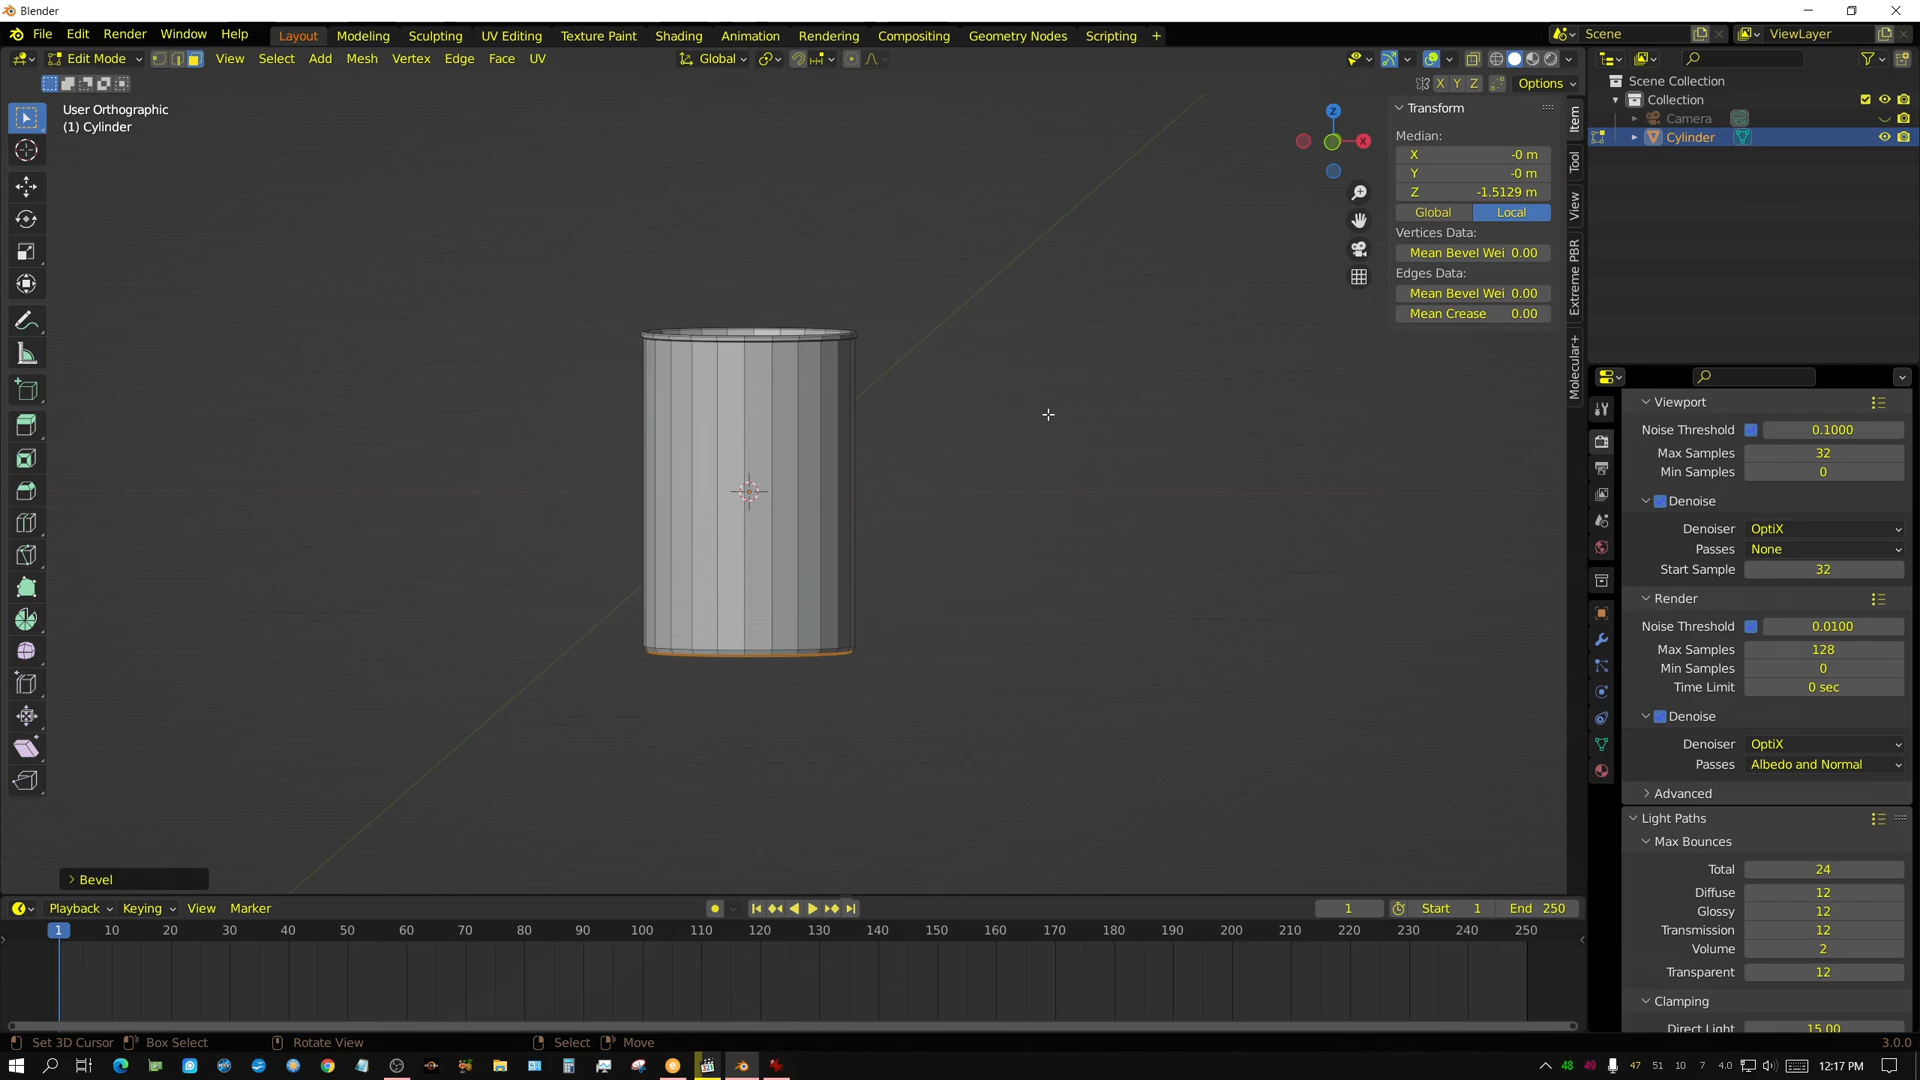 Blender
File Edit Render Window Help Layout Modeling Sculpting UV Editing Texture Paint Shading Animation Rendering Compositing Geometry Nodes Scripting + Scene ViewLayer
Edit Mode View Select Add Mesh Vertex Edge Face UV Global
X Y Z Options
User Orthographic
(1) Cylinder
Z
X
Transform
Median:
X -0 m
Y -0 m
Z -1.5129 m
Global Local
Vertices Data:
Mean Bevel Wei 0.00
Edges Data:
Mean Bevel Wei 0.00
Mean Crease 0.00
Item
Tool
View
Extreme PBR
Molecular+
Scene Collection
Collection
Camera
Cylinder
Viewport
Noise Threshold 0.1000
Max Samples 32
Min Samples 0
Denoise
Denoiser OptiX
Passes None
Start Sample 32
Render
Noise Threshold 0.0100
Max Samples 128
Min Samples 0
Time Limit 0 sec
Denoise
Denoiser OptiX
Passes Albedo and Normal
Advanced
Light Paths
Max Bounces
Total 24
Diffuse 12
Glossy 12
Transmission 12
Volume 2
Transparent 12
Clamping
Direct Light 15.00
Bevel
Playback Keying View Marker 1 Start 1 End 250
1 10 20 30 40 50 60 70 80 90 100 110 120 130 140 150 160 170 180 190 200 210 220 230 240 250
Set 3D Cursor Box Select Rotate View Select Move 3.0.0
48 49 47 51 10 7 4.0 12:17 PM